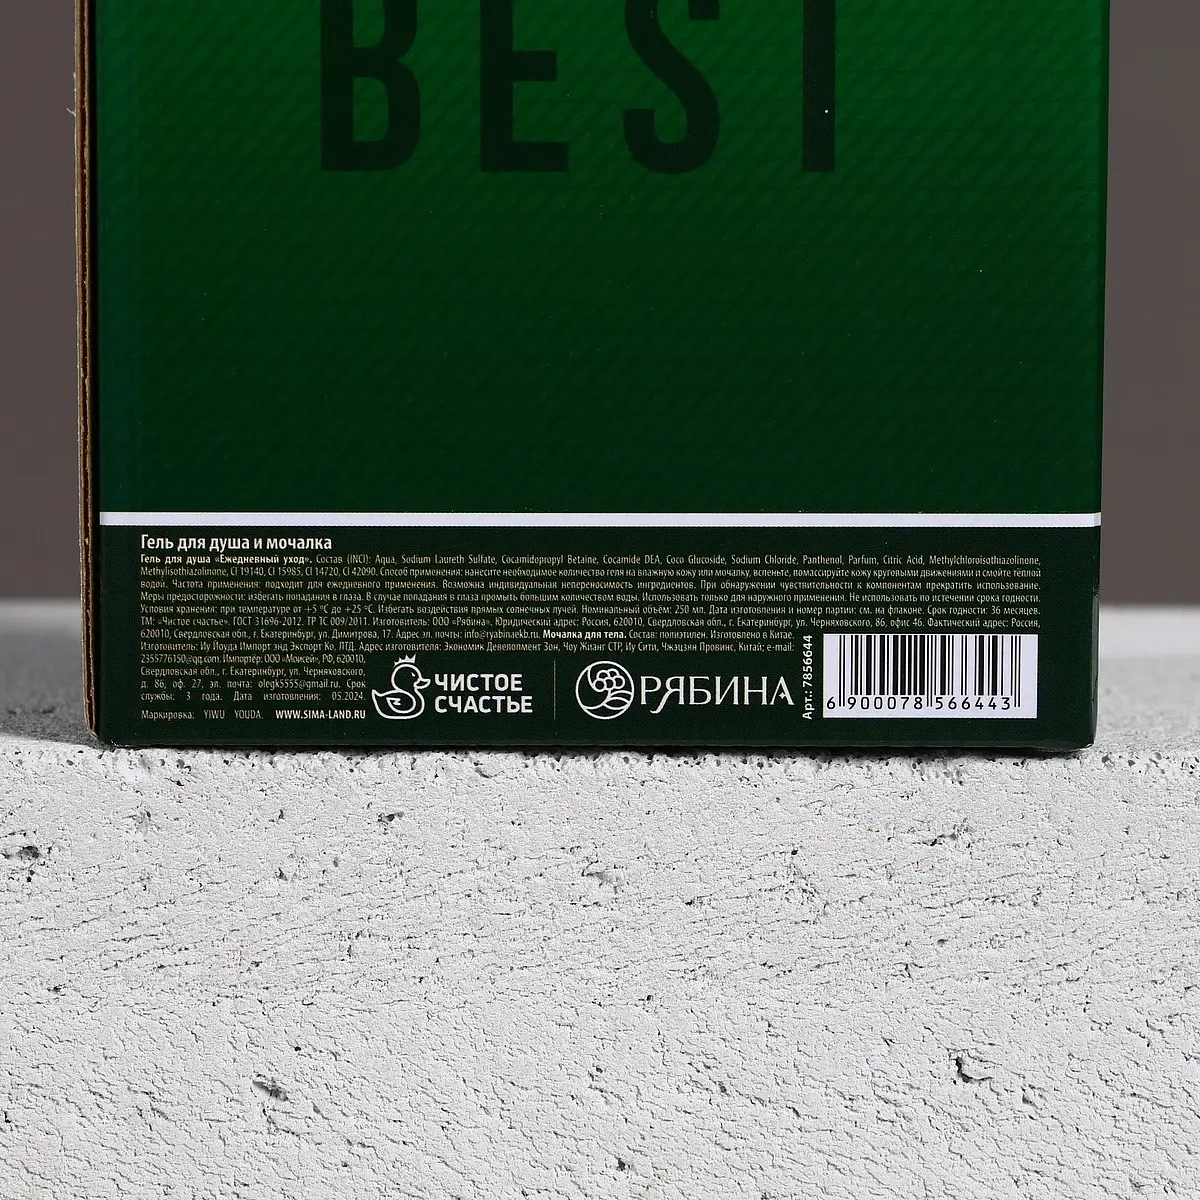 BEST
Гель для душа и мочалка
Гель для душа «Ежедневный уход». Состав (INCI): Aqua, Sodium Laureth Sulfate, Cocamidopropyl Betaine, Cocamide DEA, Coco Glucoside, Sodium Chloride, Panthenol, Parfum, Citric Acid, Methylchloroisothiazolinone,
Methylisothiazolinone, CI 19140, CI 15985, CI 14720, CI 42090. Способ применения: нанесите необходимое количество геля на влажную кожу или мочалку, вспеньте, помассируйте кожу круговыми движениями и смойте тёплой
водой. Частота применения: подходит для ежедневного применения. Возможна индивидуальная непереносимость ингредиентов. При обнаружении чувствительности к компонентам прекратить использование.
Меры предосторожности: избегать попадания в глаза. В случае попадания в глаза промыть большим количеством воды. Использовать только для наружного применения. Не использовать по истечении срока годности.
Условия хранения: при температуре от +5 °С до +25 °С. Избегать воздействия прямых солнечных лучей. Номинальный объём: 250 мл. Дата изготовления и номер партии: см. на флаконе. Срок годности: 36 месяцев.
ТМ: «Чистое счастье». ГОСТ 31696-2012. ТР ТС 009/2011. Изготовитель: ООО «Рябина». Юридический адрес: Россия, 620010, Свердловская обл., г. Екатеринбург, ул. Черняховского, 86, офис 46. Фактический адрес: Россия,
620010, Свердловская обл., г. Екатеринбург, ул. Димитрова, 17. Адрес эл. почты: info@ryabinaekb.ru. Мочалка для тела. Состав: полиэтилен. Изготовлено в Китае.
Изготовитель: Иу Йоуда Импорт энд Экспорт Ко, ЛТД. Адрес изготовителя: Экономик Девелопмент Зон, Чоу Жианг СТР, Иу Сити, Чжэцзян Провинс, Китай; e-mail:
2355776150@qq.com. Импортёр: ООО «Моисей», РФ, 620010,
Свердловская обл., г. Екатеринбург, ул. Черняховского,
д. 86, оф. 27, эл. почта: olegk5555@gmail.ru. Срок
службы: 3 года. Дата изготовления: 05.2024
Маркировка: YIWU YOUDA. WWW.SIMA-LAND.RU
ЧИСТОЕ
СЧАСТЬЕ
РЯБИНА
Арт.: 7856644
6 900078 566443